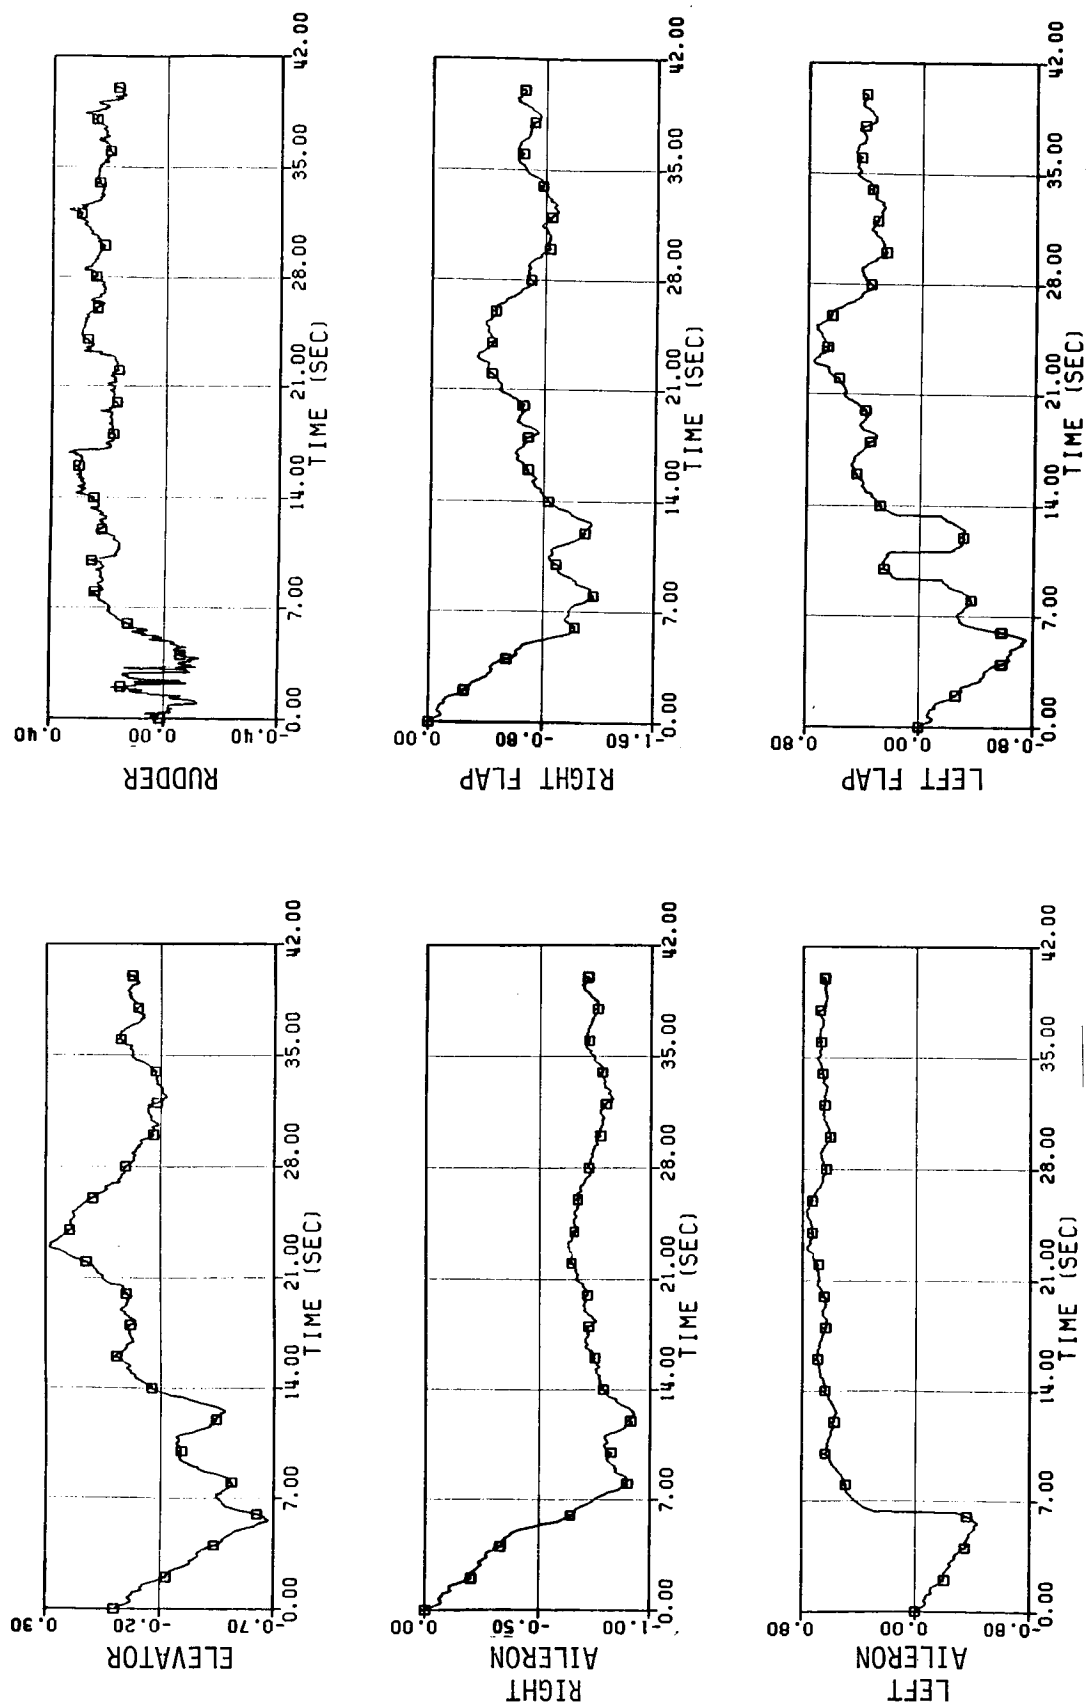 ELEVATOR
0.30
-0.20
-0.70
0.00 7.00 14.00 21.00 28.00 35.00 42.00
TIME (SEC)
RUDDER
0.40
0.00
-0.40
0.00 7.00 14.00 21.00 28.00 35.00 42.00
TIME (SEC)
RIGHT
AILERON
0.00
-0.50
-1.00
0.00 7.00 14.00 21.00 28.00 35.00 42.00
TIME (SEC)
RIGHT FLAP
0.00
-0.80
-1.60
0.00 7.00 14.00 21.00 28.00 35.00 42.00
TIME (SEC)
LEFT
AILERON
0.80
0.00
-0.80
0.00 7.00 14.00 21.00 28.00 35.00 42.00
TIME (SEC)
LEFT FLAP
0.80
0.00
-0.80
0.00 7.00 14.00 21.00 28.00 35.00 42.00
TIME (SEC)